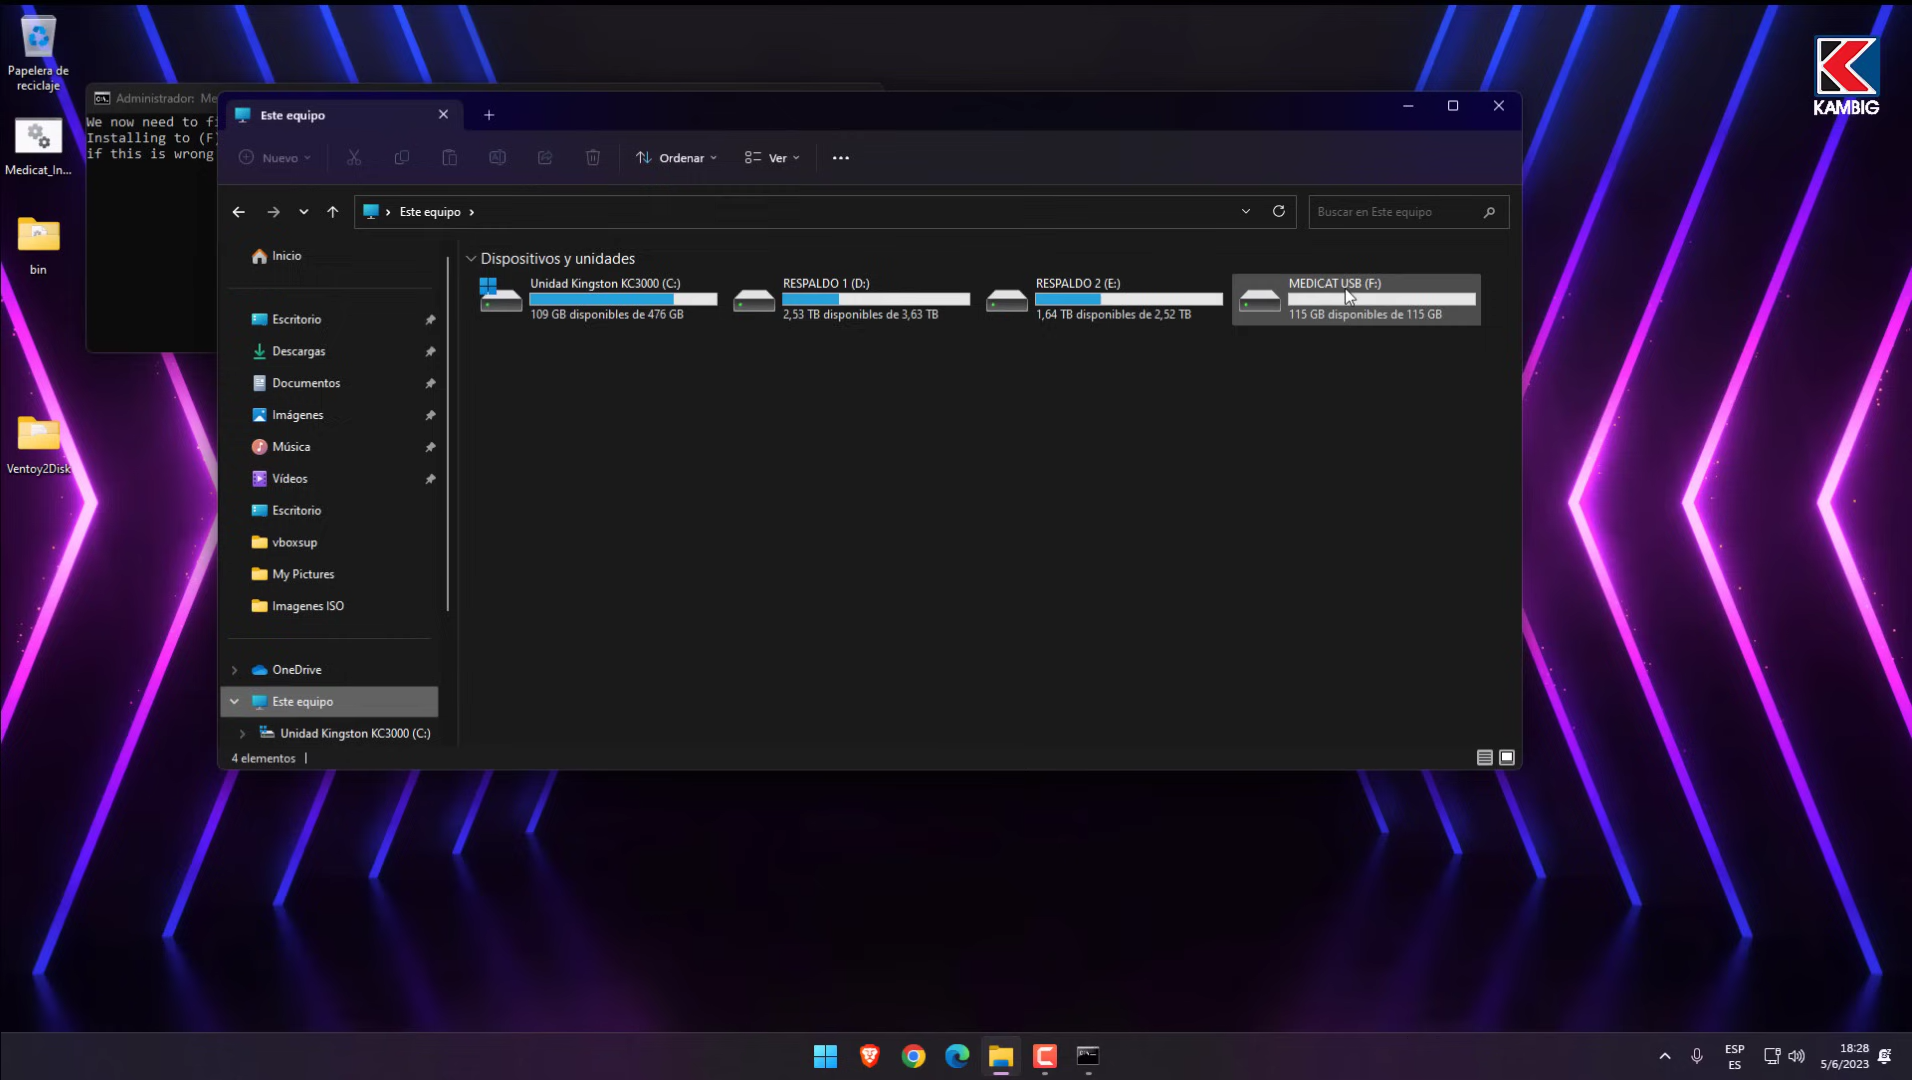 Papelera de
reciclaje
Medicat_In...
bin
Ventoy2Disk
KAMBIG
Administrador: Me
We now need to fi
Installing to (F
if this is wrong
Este equipo
Nuevo
Ordenar
Ver
Este equipo
Buscar en Este equipo
Inicio
Escritorio
Descargas
Documentos
Imágenes
Música
Vídeos
Escritorio
vboxsup
My Pictures
Imagenes ISO
OneDrive
Este equipo
Unidad Kingston KC3000 (C:)
Dispositivos y unidades
Unidad Kingston KC3000 (C:)
109 GB disponibles de 476 GB
RESPALDO 1 (D:)
2,53 TB disponibles de 3,63 TB
RESPALDO 2 (E:)
1,64 TB disponibles de 2,52 TB
MEDICAT USB (F:)
115 GB disponibles de 115 GB
4 elementos
ESP
ES
18:28
5/6/2023